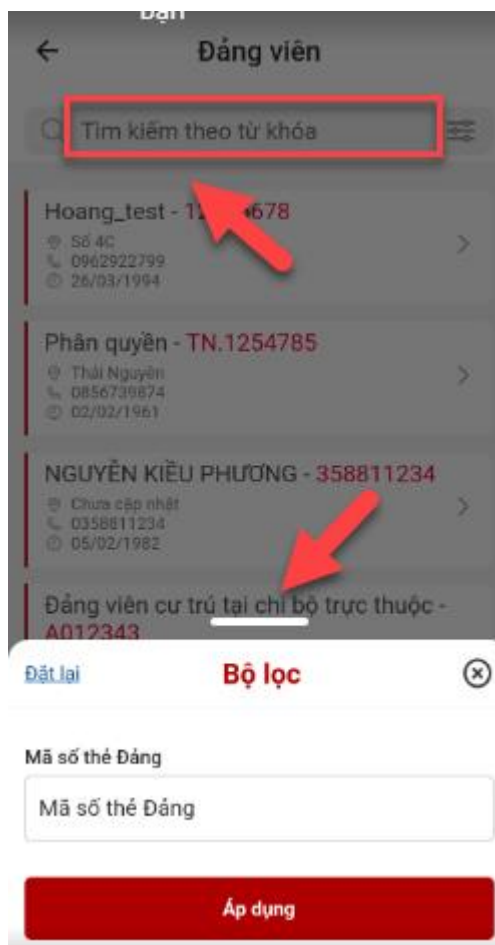 bạn
Đảng viên
Tìm kiếm theo từ khóa
Hoang_test - 12 678
Số 4C
0962922799
26/03/1994
Phân quyền - TN.1254785
Thái Nguyên
0856739874
02/02/1961
NGUYỄN KIỀU PHƯƠNG - 358811234
Chưa cập nhật
0358811234
05/02/1982
Đảng viên cư trú tại chi bộ trực thuộc -
A012343
Đặt lại
Bộ lọc
Mã số thẻ Đảng
Mã số thẻ Đảng
Áp dụng